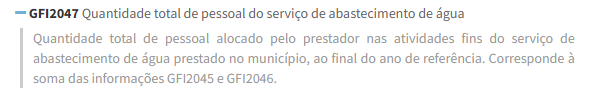 GFI2047 Quantidade total de pessoal do serviço de abastecimento de água
Quantidade total de pessoal alocado pelo prestador nas atividades fins do serviço de
abastecimento de água prestado no município, ao final do ano de referência. Corresponde à
soma das informações GFI2045 e GFI2046.